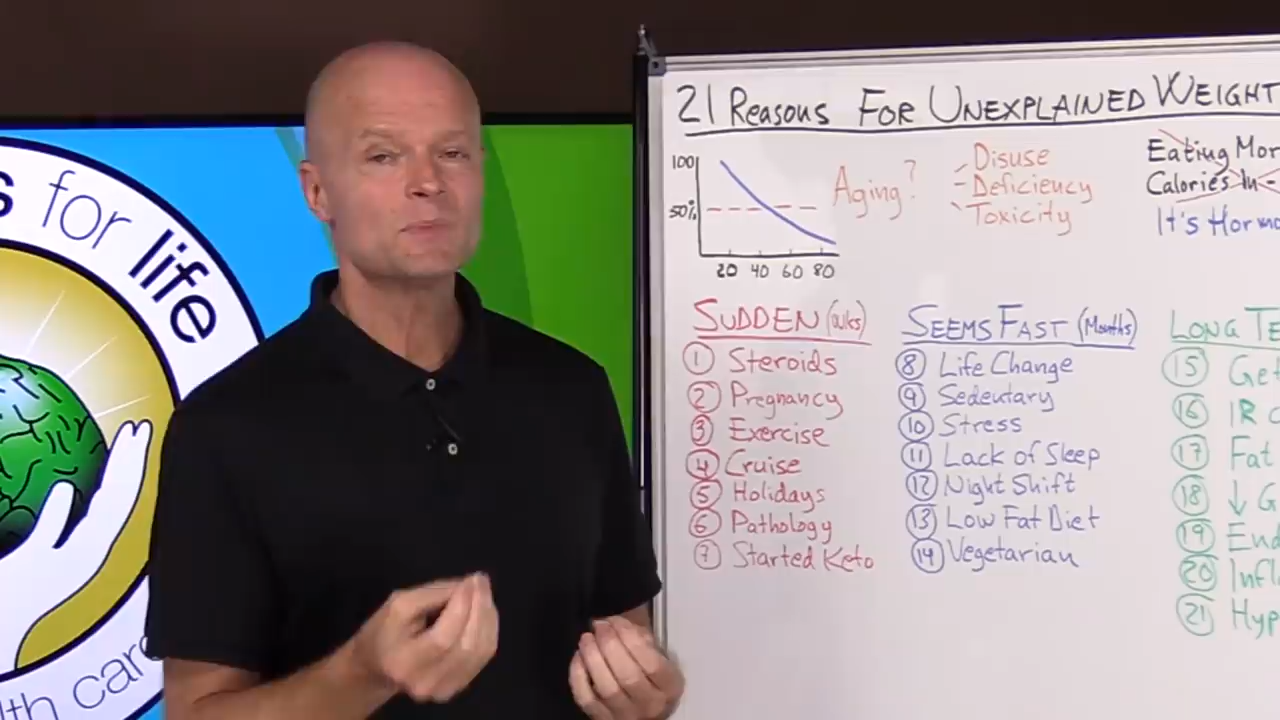 s for life
lth car
21 Reasons For Unexplained Weight
100
50%
20 40 60 80
Aging?
Disuse
Deficiency
Toxicity
Eating Mor
Calories In -
It's Hormo
Sudden (wks)
1 Steroids
2 Pregnancy
3 Exercise
4 Cruise
5 Holidays
6 Pathology
7 Started Keto
Seems Fast (Months)
8 Life Change
9 Sedentary
10 Stress
11 Lack of Sleep
12 Night Shift
13 Low Fat Diet
14 Vegetarian
Long Te
15 Get
16 IR
17 Fat
18 ↓ G
19 End
20 Infl
21 Hyp